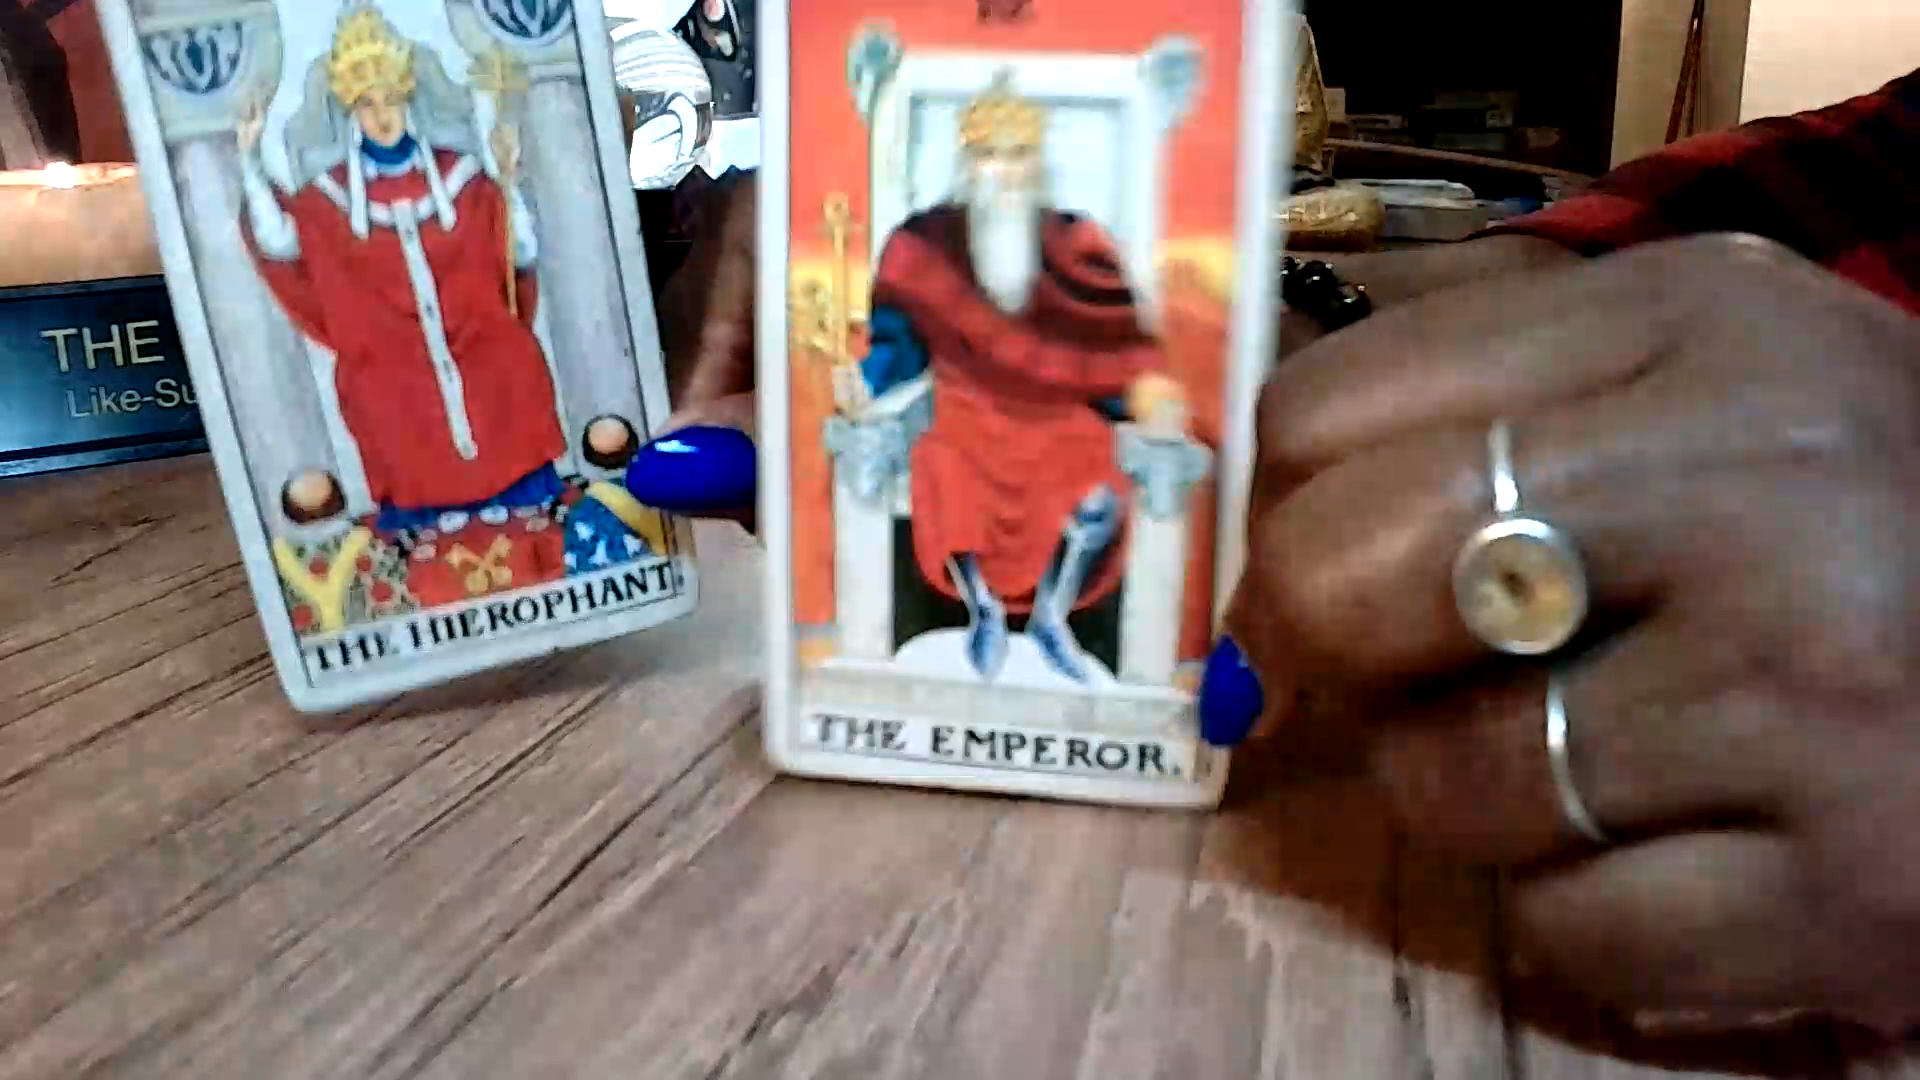 THE
Like-Su
THE HIEROPHANT.
THE EMPEROR.